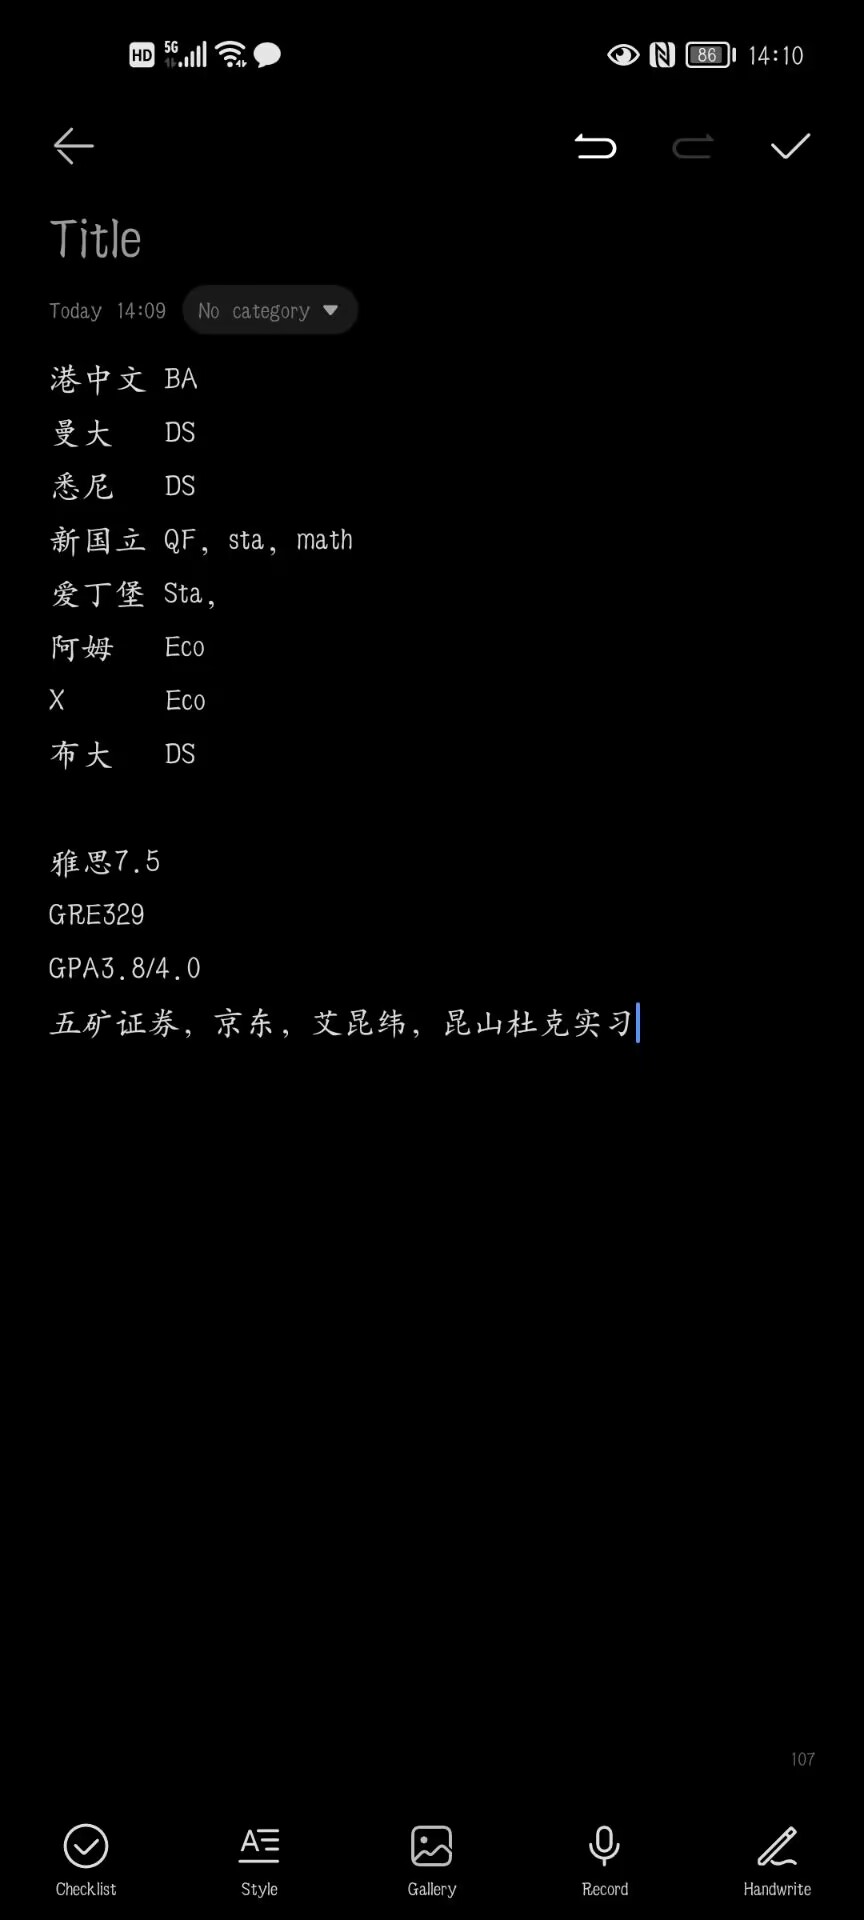 HD 5G 86 14:10
Title
Today 14:09 No category
港中文 BA
曼大 DS
悉尼 DS
新国立 QF, sta, math
爱丁堡 Sta,
阿姆 Eco
X Eco
布大 DS
雅思7.5
GRE329
GPA3.8/4.0
五矿证券, 京东, 艾昆纬, 昆山杜克实习
107
Checklist Style Gallery Record Handwrite